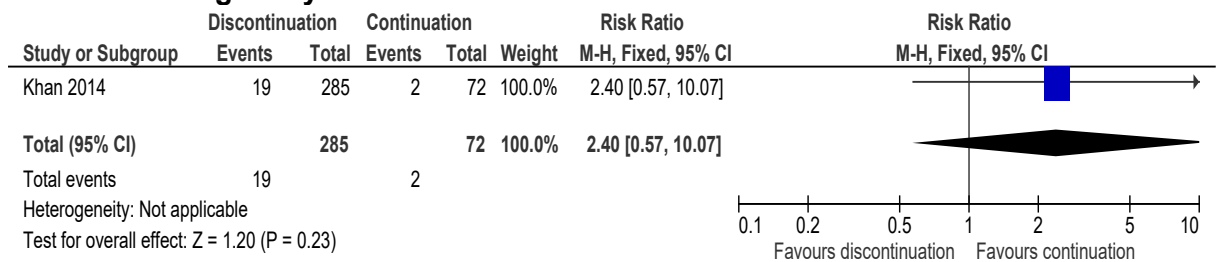 Discontinuation Continuation Risk Ratio Risk Ratio
Study or Subgroup Events Total Events Total Weight M-H, Fixed, 95% CI M-H, Fixed, 95% CI
Khan 2014 19 285 2 72 100.0% 2.40 [0.57, 10.07]
Total (95% CI) 285 72 100.0% 2.40 [0.57, 10.07]
Total events 19 2
Heterogeneity: Not applicable
Test for overall effect: Z = 1.20 (P = 0.23)
0.1 0.2 0.5 1 2 5 10
Favours discontinuation Favours continuation